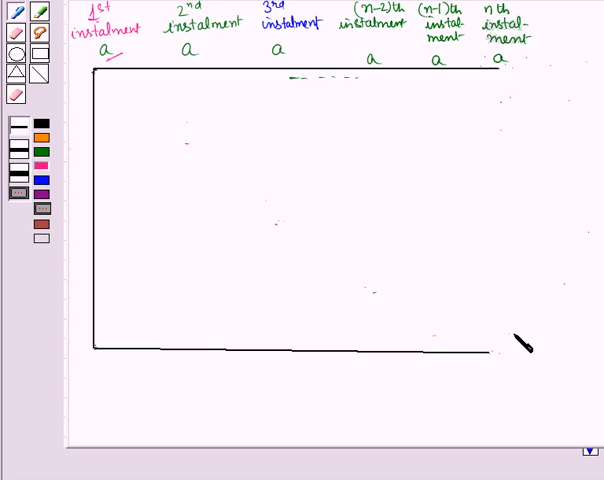 1st instalment
a
2nd instalment
a
3rd instalment
a
(n-2)th instalment
a
(n-1)th instal-
ment
a
nth instal-
ment
a